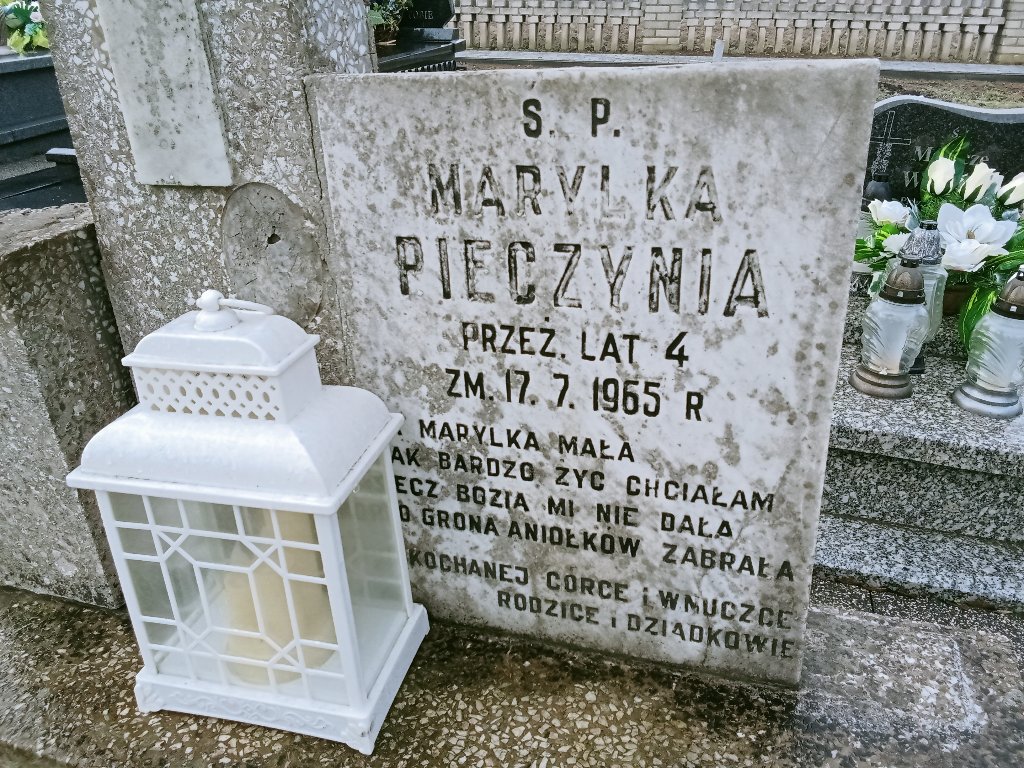 Ś. P.
MARYLKA
PIECZYNIA
PRZEŻ. LAT 4
ZM. 17. 7. 1965 R
MARYLKA MAŁA
AK BARDZO ŻYĆ CHCIAŁAM
ECZ BOZIA MI NIE DAŁA
O GRONA ANIOŁKÓW ZABRAŁA
KOCHANEJ CÓRCE i WNUCZCE
RODZICE i DZIADKOWIE